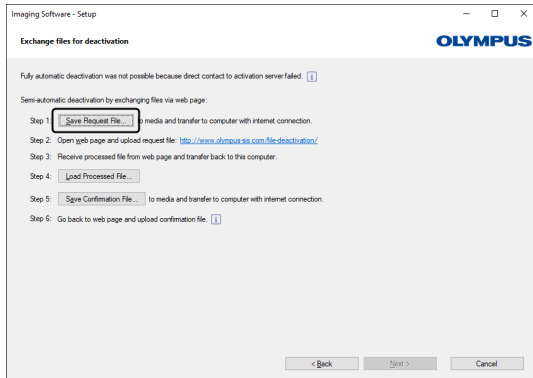 Imaging Software - Setup
Exchange files for deactivation
OLYMPUS
Fully automatic deactivation was not possible because direct contact to activation server failed. i
Semi-automatic deactivation by exchanging files via web page:
Step 1: Save Request File... to media and transfer to computer with internet connection.
Step 2: Open web page and upload request file: http://www.olympus-sis.com/file-deactivation/
Step 3: Receive processed file from web page and transfer back to this computer.
Step 4: Load Processed File...
Step 5: Save Confirmation File... to media and transfer to computer with internet connection.
Step 6: Go back to web page and upload confirmation file. i
< Back Next > Cancel